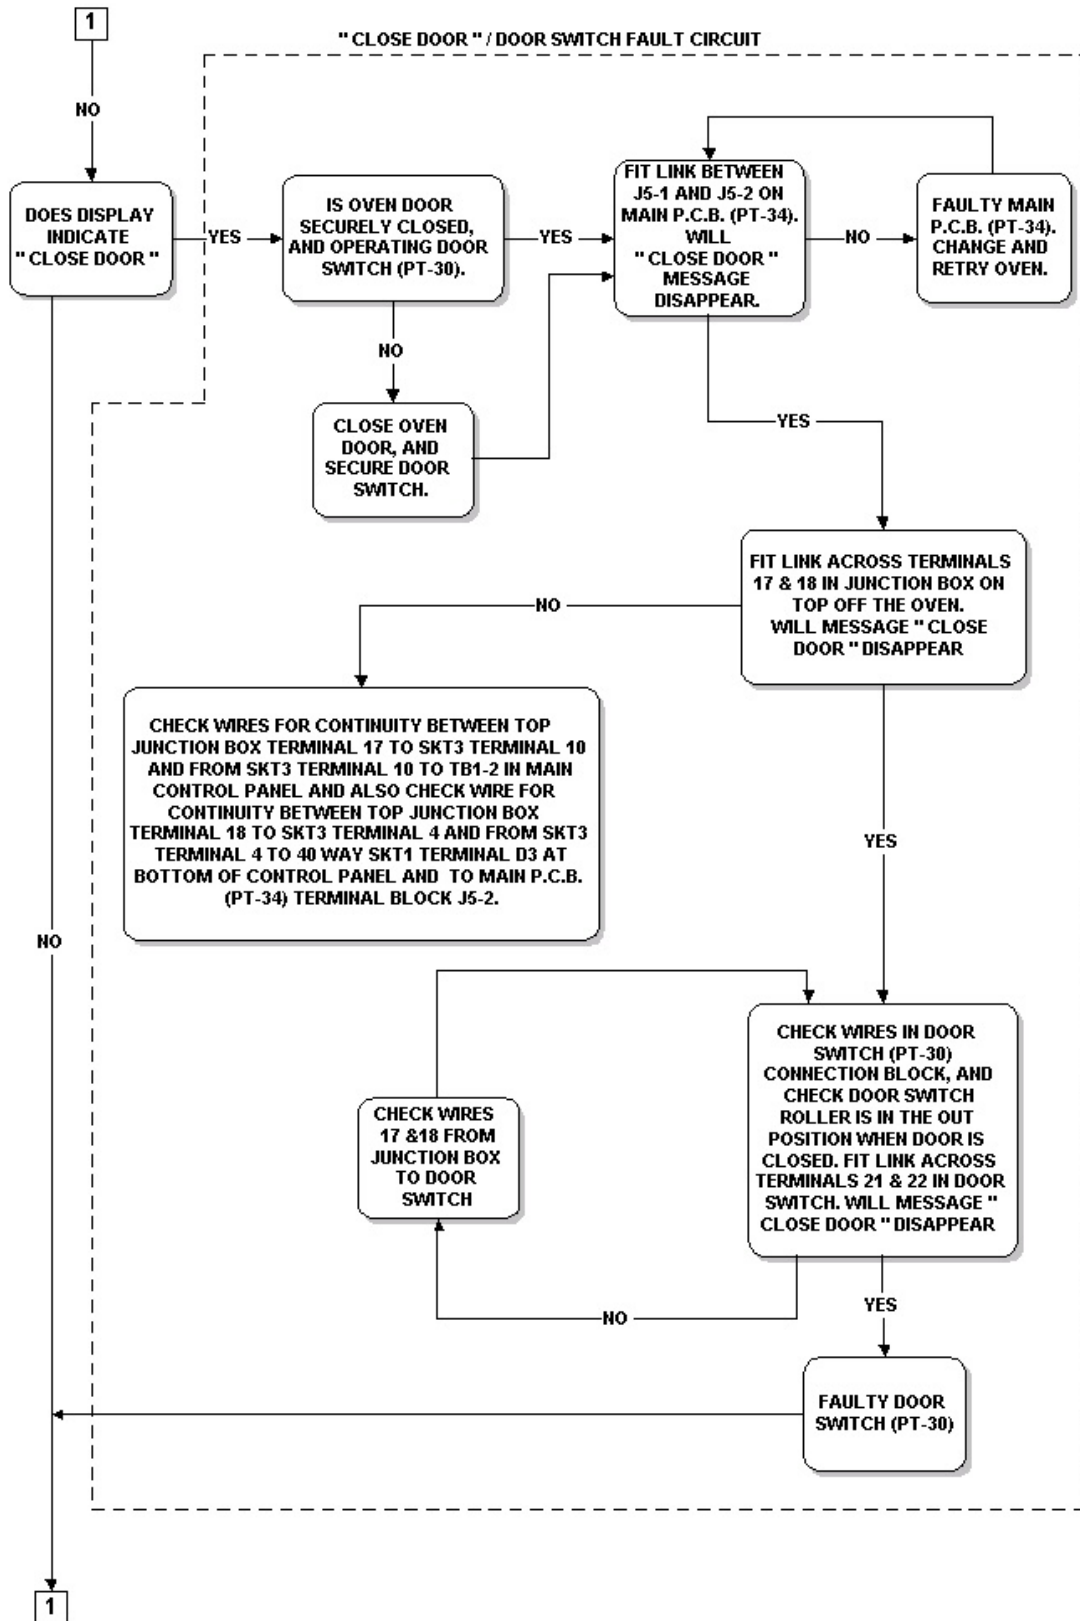 1
" CLOSE DOOR " / DOOR SWITCH FAULT CIRCUIT
NO
DOES DISPLAY
INDICATE
" CLOSE DOOR "
YES
IS OVEN DOOR
SECURELY CLOSED,
AND OPERATING DOOR
SWITCH (PT-30).
YES
FIT LINK BETWEEN
J5-1 AND J5-2 ON
MAIN P.C.B. (PT-34).
WILL
" CLOSE DOOR "
MESSAGE
DISAPPEAR.
NO
FAULTY MAIN
P.C.B. (PT-34).
CHANGE AND
RETRY OVEN.
NO
CLOSE OVEN
DOOR, AND
SECURE DOOR
SWITCH.
YES
FIT LINK ACROSS TERMINALS
17 & 18 IN JUNCTION BOX ON
TOP OFF THE OVEN.
WILL MESSAGE " CLOSE
DOOR " DISAPPEAR
NO
CHECK WIRES FOR CONTINUITY BETWEEN TOP
JUNCTION BOX TERMINAL 17 TO SKT3 TERMINAL 10
AND FROM SKT3 TERMINAL 10 TO TB1-2 IN MAIN
CONTROL PANEL AND ALSO CHECK WIRE FOR
CONTINUITY BETWEEN TOP JUNCTION BOX
TERMINAL 18 TO SKT3 TERMINAL 4 AND FROM SKT3
TERMINAL 4 TO 40 WAY SKT1 TERMINAL D3 AT
BOTTOM OF CONTROL PANEL AND TO MAIN P.C.B.
(PT-34) TERMINAL BLOCK J5-2.
YES
NO
CHECK WIRES IN DOOR
SWITCH (PT-30)
CONNECTION BLOCK, AND
CHECK DOOR SWITCH
ROLLER IS IN THE OUT
POSITION WHEN DOOR IS
CLOSED. FIT LINK ACROSS
TERMINALS 21 & 22 IN DOOR
SWITCH. WILL MESSAGE "
CLOSE DOOR " DISAPPEAR
CHECK WIRES
17 &18 FROM
JUNCTION BOX
TO DOOR
SWITCH
NO
YES
FAULTY DOOR
SWITCH (PT-30)
1